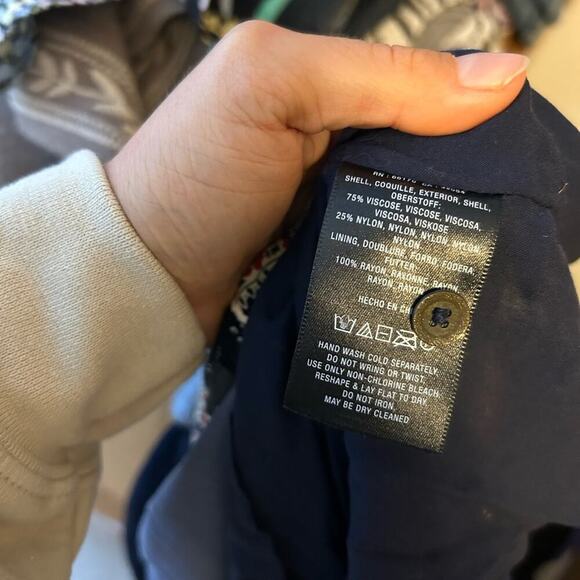 SHELL, COQUILLE, EXTERIOR, SHELL,
OBERSTOFF:
75% VISCOSE, VISCOSE, VISCOSA,
VISCOSA, VISKOSE
25% NYLON, NYLON, NYLON, NYLON,
NYLON
LINING, DOUBLURE, FORRO, FODERA
FUTTER
100% RAYON, RAYONNE, RAYON,
RAYON, RAYON
HECHO EN
HAND WASH COLD SEPARATELY.
DO NOT WRING OR TWIST.
USE ONLY NON-CHLORINE BLEACH.
RESHAPE & LAY FLAT TO DRY.
DO NOT IRON.
MAY BE DRY CLEANED